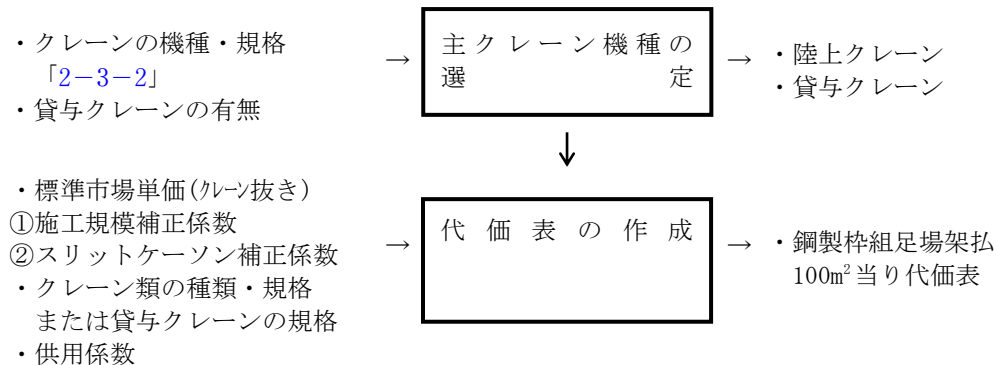 ・クレーンの機種・規格
「2－3－2」
・貸与クレーンの有無
→
主クレーン機種の
選定
→
・陸上クレーン
・貸与クレーン
↓
・標準市場単価(ｸﾚｰﾝ抜き)
①施工規模補正係数
②スリットケーソン補正係数
・クレーン類の種類・規格
または貸与クレーンの規格
・供用係数
→
代価表の作成
→
・鋼製枠組足場架払
100m²当り代価表